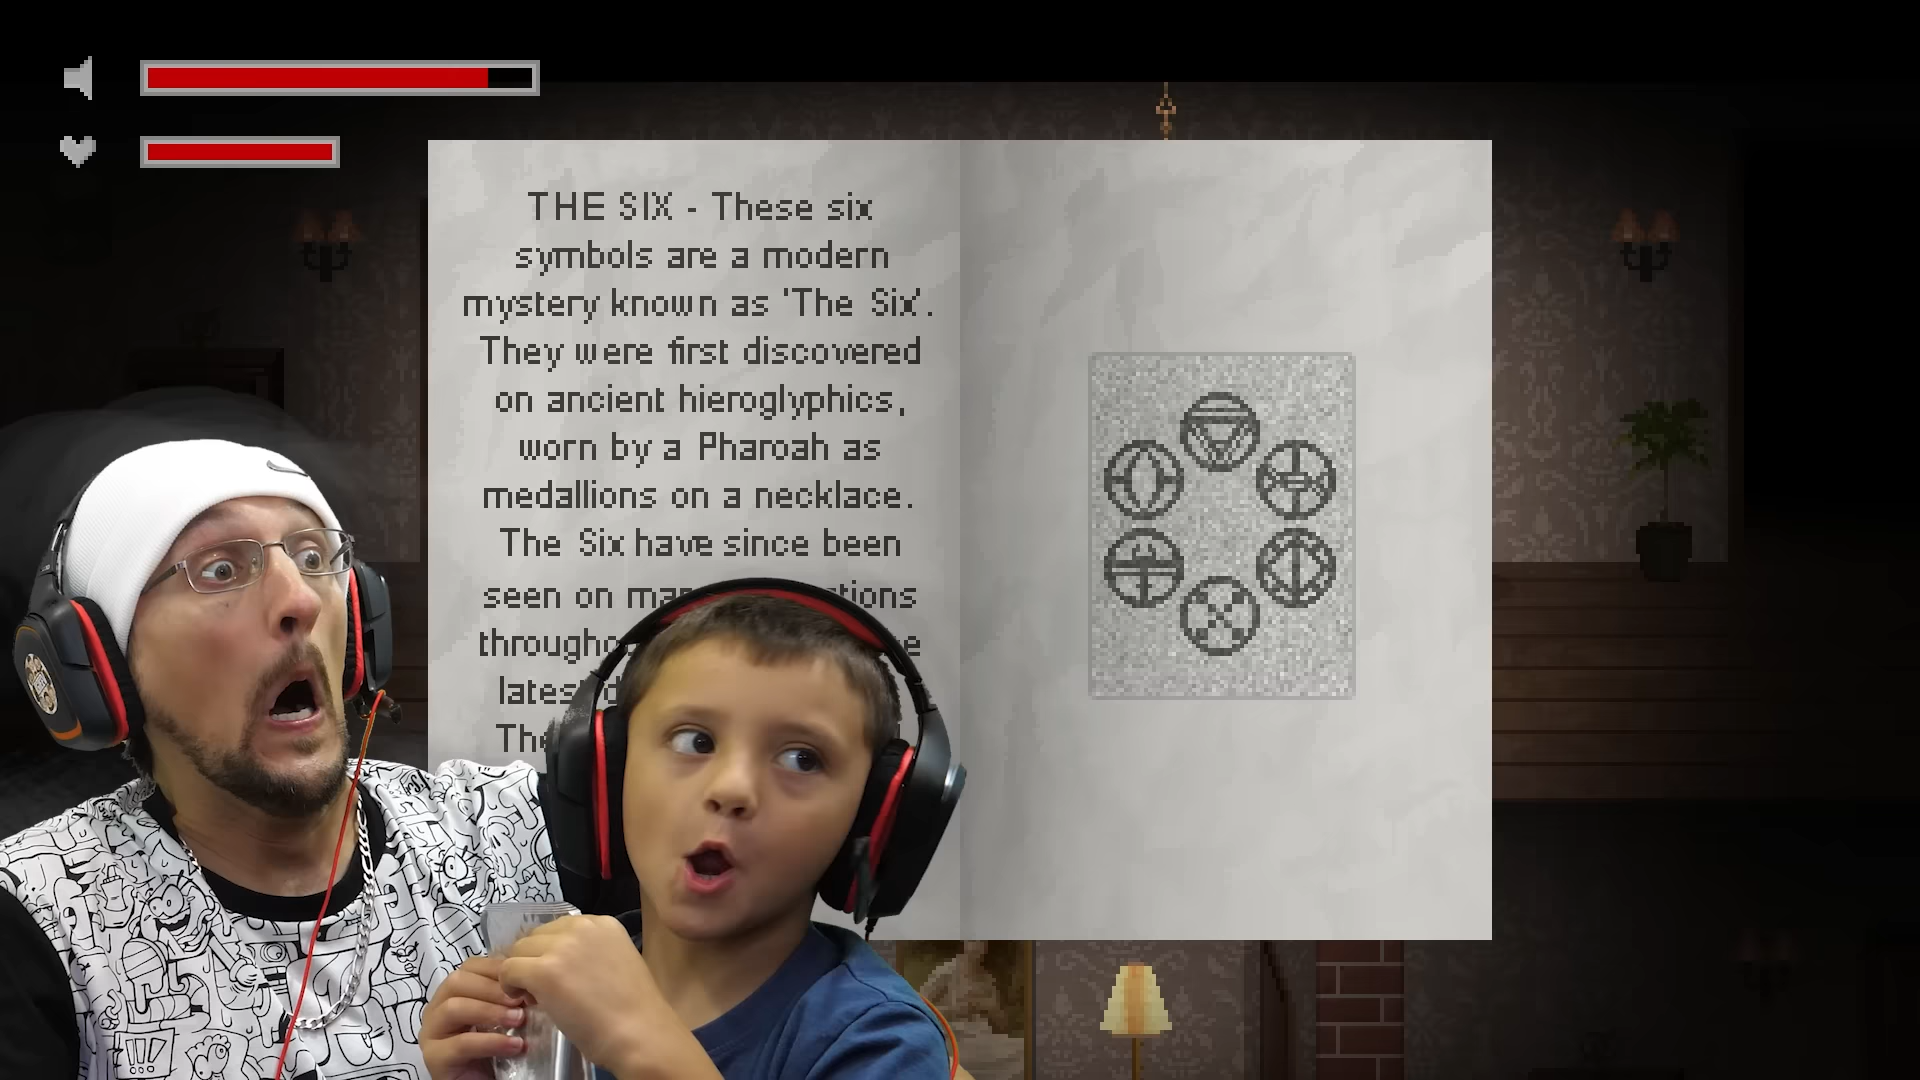 THE SIX - These six
symbols are a modern
mystery known as 'The Six'.
They were first discovered
on ancient hieroglyphics,
worn by a Pharoah as
medallions on a necklace.
The Six have since been
seen on